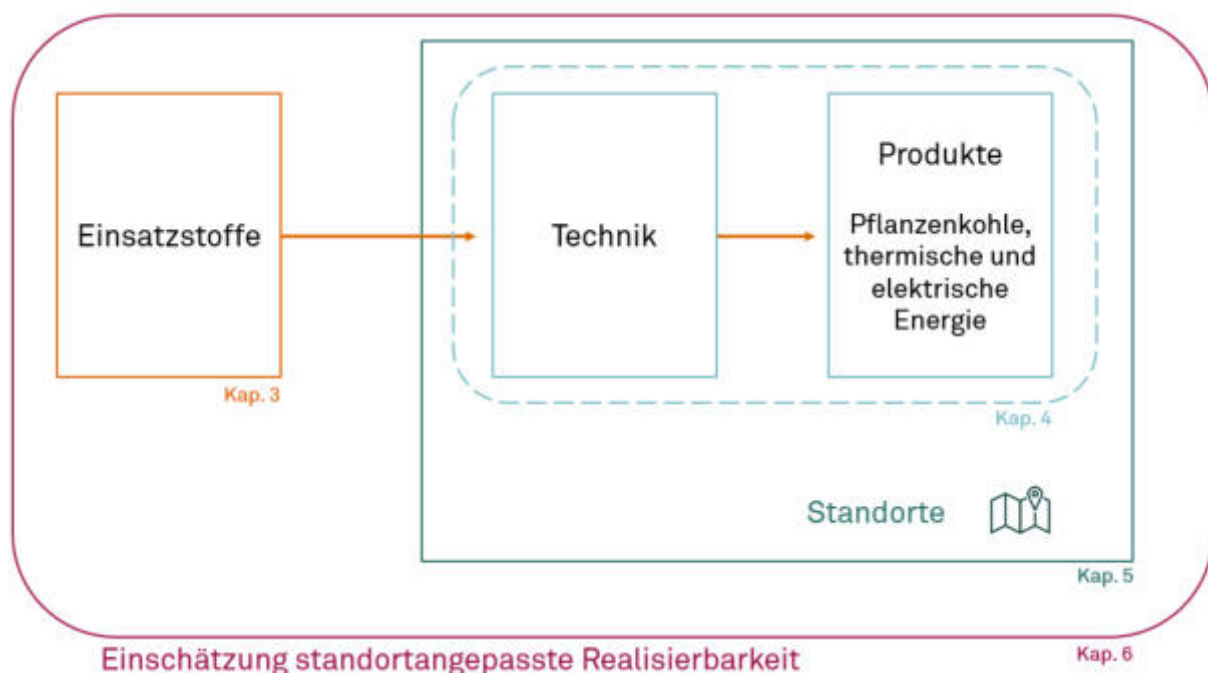 Einsatzstoffe
Kap. 3
Technik
Produkte
Pflanzenkohle,
thermische und
elektrische
Energie
Kap. 4
Standorte
Kap. 5
Einschätzung standortangepasste Realisierbarkeit
Kap. 6